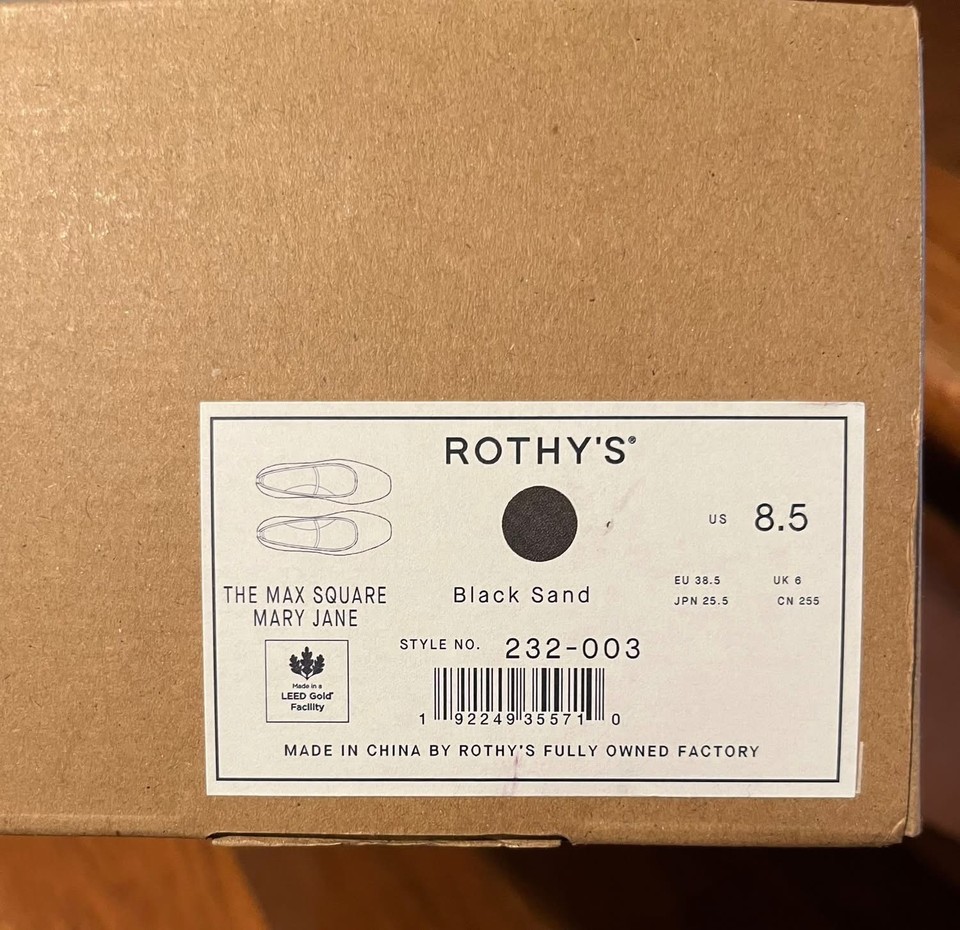 ROTHY'S®
US 8.5
EU 38.5 UK 6
JPN 25.5 CN 255
Black Sand
THE MAX SQUARE
MARY JANE
STYLE NO. 232-003
Made in a
LEED Gold®
Facility
1 92249 35571 0
MADE IN CHINA BY ROTHY'S FULLY OWNED FACTORY